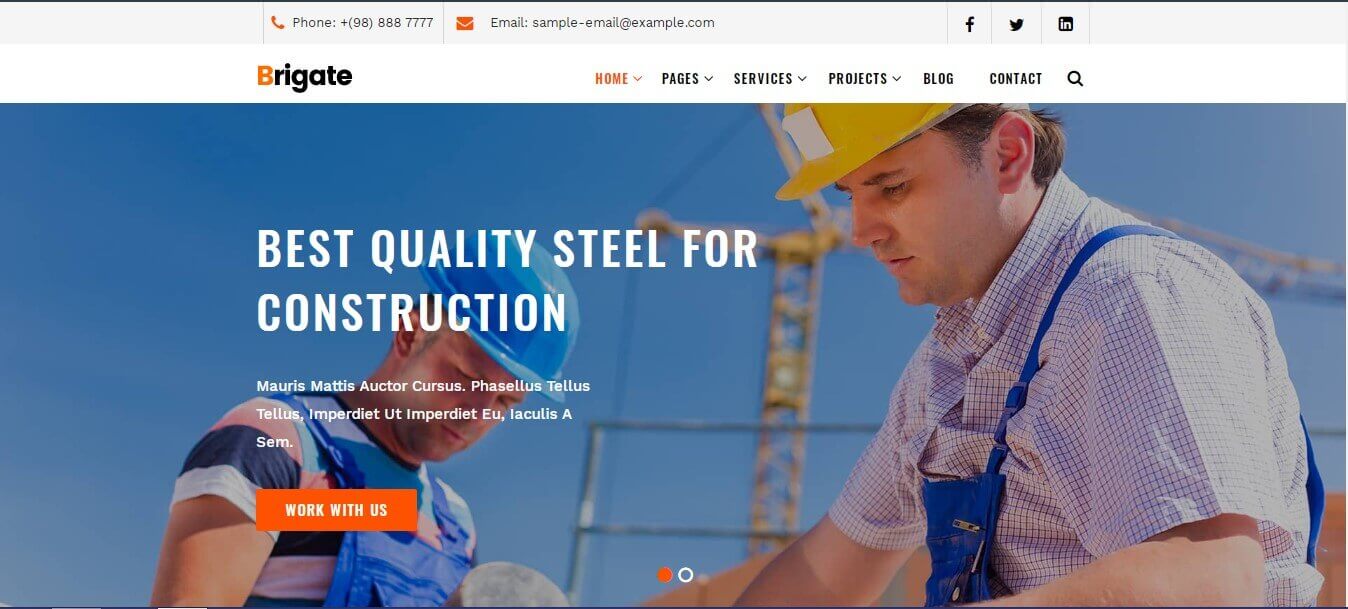 Phone: +(98) 888 7777 Email: sample-email@example.com
Brigate HOME PAGES SERVICES PROJECTS BLOG CONTACT
BEST QUALITY STEEL FOR
CONSTRUCTION
Mauris Mattis Auctor Cursus. Phasellus Tellus
Tellus, Imperdiet Ut Imperdiet Eu, Iaculis A
Sem.
WORK WITH US